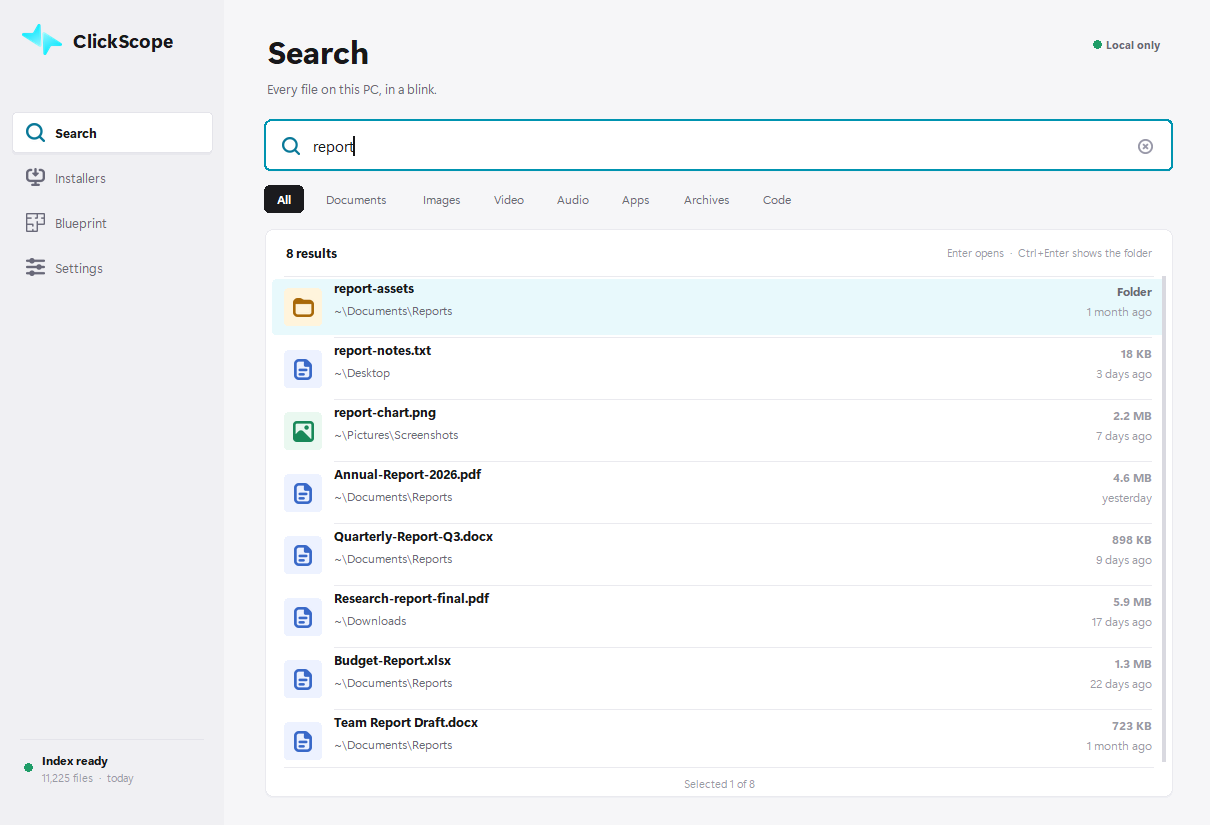 ClickScope
Search
Installers
Blueprint
Settings
Index ready
11,225 files · today
Search
Local only
Every file on this PC, in a blink.
report
All Documents Images Video Audio Apps Archives Code
8 results
Enter opens · Ctrl+Enter shows the folder
report-assets
Folder
~\Documents\Reports
1 month ago
report-notes.txt
18 KB
~\Desktop
3 days ago
report-chart.png
2.2 MB
~\Pictures\Screenshots
7 days ago
Annual-Report-2026.pdf
4.6 MB
~\Documents\Reports
yesterday
Quarterly-Report-Q3.docx
898 KB
~\Documents\Reports
9 days ago
Research-report-final.pdf
5.9 MB
~\Downloads
17 days ago
Budget-Report.xlsx
1.3 MB
~\Documents\Reports
22 days ago
Team Report Draft.docx
723 KB
~\Documents\Reports
1 month ago
Selected 1 of 8